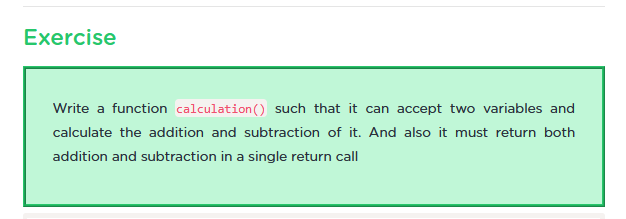 Exercise
Write a function calculation() such that it can accept two variables and
calculate the addition and subtraction of it. And also it must return both
addition and subtraction in a single return call